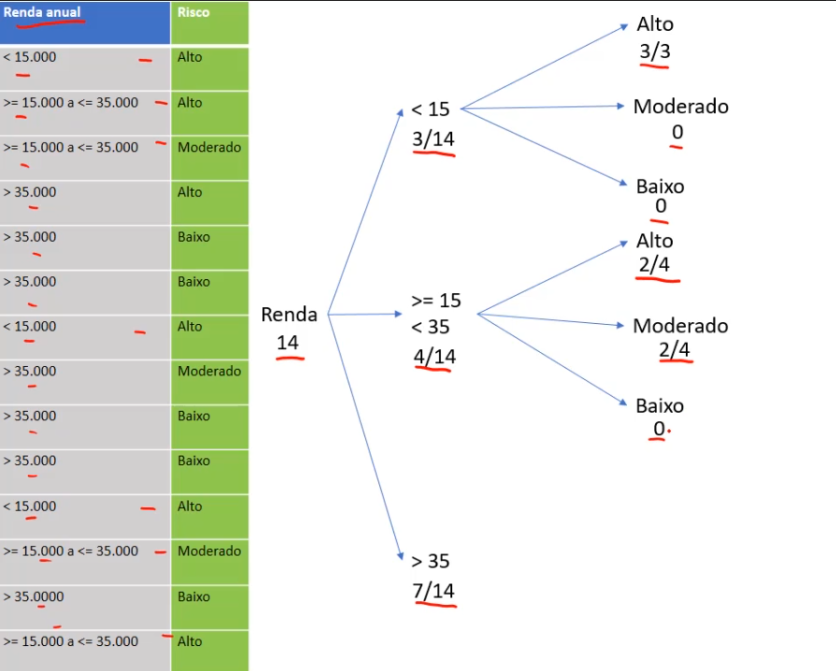 Renda anual Risco
< 15.000 Alto
>= 15.000 a <= 35.000 Alto
>= 15.000 a <= 35.000 Moderado
> 35.000 Alto
> 35.000 Baixo
> 35.000 Baixo
< 15.000 Alto
> 35.000 Moderado
> 35.000 Baixo
> 35.000 Baixo
< 15.000 Alto
>= 15.000 a <= 35.000 Moderado
> 35.0000 Baixo
>= 15.000 a <= 35.000 Alto
Renda
14
< 15
3/14
Alto
3/3
Moderado
0
Baixo
0
>= 15
< 35
4/14
Alto
2/4
Moderado
2/4
Baixo
0
> 35
7/14